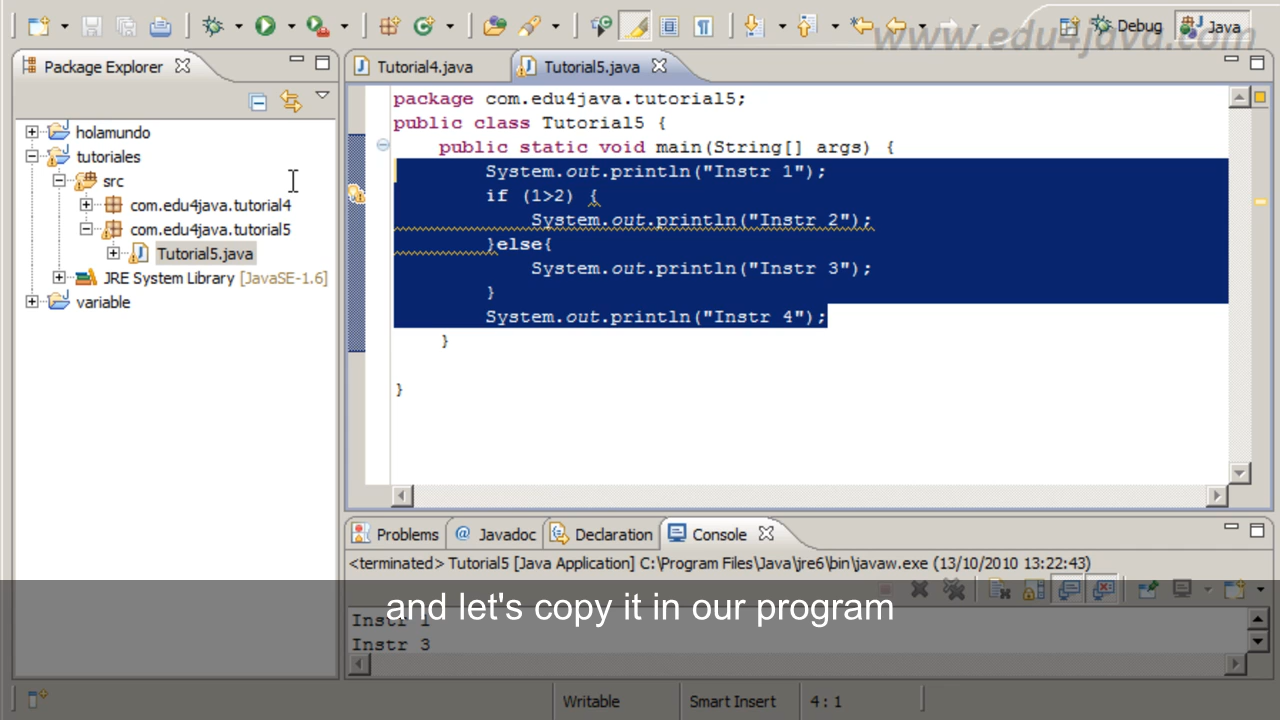 www.edu4java.com
Debug
Java
Package Explorer
Tutorial4.java
Tutorial5.java
holamundo
tutoriales
src
com.edu4java.tutorial4
com.edu4java.tutorial5
Tutorial5.java
JRE System Library [JavaSE-1.6]
variable
package com.edu4java.tutorial5;
public class Tutorial5 {
public static void main(String[] args) {
System.out.println("Instr 1");
if (1>2) {
System.out.println("Instr 2");
}else{
System.out.println("Instr 3");
}
System.out.println("Instr 4");
}
}
Problems
Javadoc
Declaration
Console
<terminated> Tutorial5 [Java Application] C:\Program Files\Java\jre6\bin\javaw.exe (13/10/2010 13:22:43)
and let's copy it in our program
Instr 1
Instr 3
Writable
Smart Insert
4 : 1